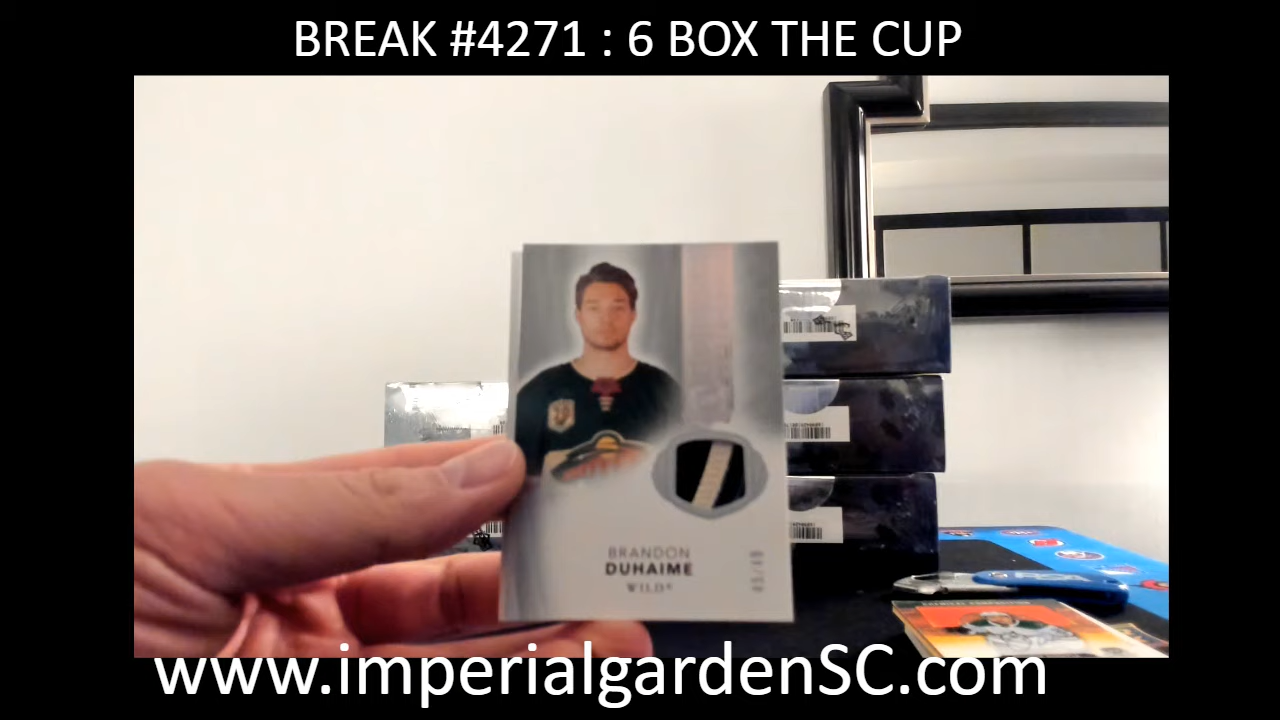 BREAK #4271 : 6 BOX THE CUP
BRANDON
DUHAIME
WILD
www.imperialgardenSC.com